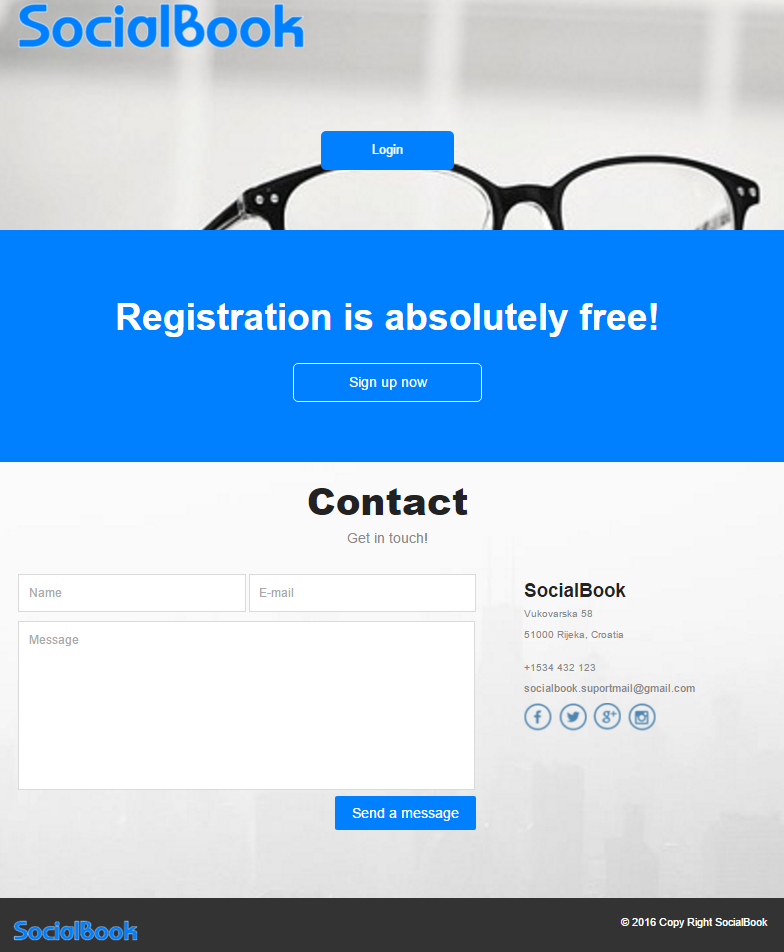 SocialBook
Login
Registration is absolutely free!
Sign up now
Contact
Get in touch!
Name
E-mail
Message
Send a message
SocialBook
Vukovarska 58
51000 Rijeka, Croatia
+1534 432 123
socialbook.suportmail@gmail.com
SocialBook
© 2016 Copy Right SocialBook